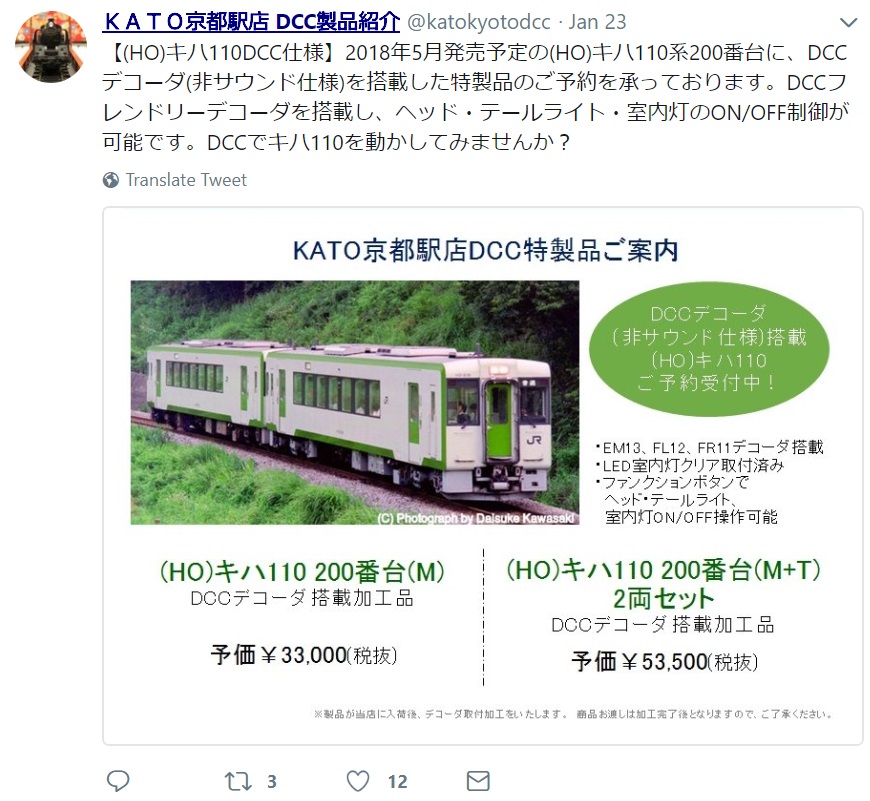 ＫＡＴＯ京都駅店 DCC製品紹介 @katokyotodcc · Jan 23
【(HO)キハ110DCC仕様】2018年5月発売予定の(HO)キハ110系200番台に、DCC
デコーダ(非サウンド仕様)を搭載した特製品のご予約を承っております。DCCフ
レンドリーデコーダを搭載し、ヘッド・テールライト・室内灯のON/OFF制御が
可能です。DCCでキハ110を動かしてみませんか？
Translate Tweet
KATO京都駅店DCC特製品ご案内
DCCデコーダ
(非サウンド仕様)搭載
(HO)キハ110
ご予約受付中！
JR
・EM13、FL12、FR11デコーダ搭載
・LED室内灯クリア取付済み
・ファンクションボタンで
ヘッド・テールライト、
室内灯ON/OFF操作可能
(C) Photograph by Daisuke Kawasaki
(HO)キハ110 200番台(M)
DCCデコーダ搭載加工品
予価￥33,000(税抜)
(HO)キハ110 200番台(M+T)
2両セット
DCCデコーダ搭載加工品
予価￥53,500(税抜)
※製品が当店に入荷後、デコーダ取付加工をいたします。 商品お渡しは加工完了後となりますので、ご了承ください。
3
12